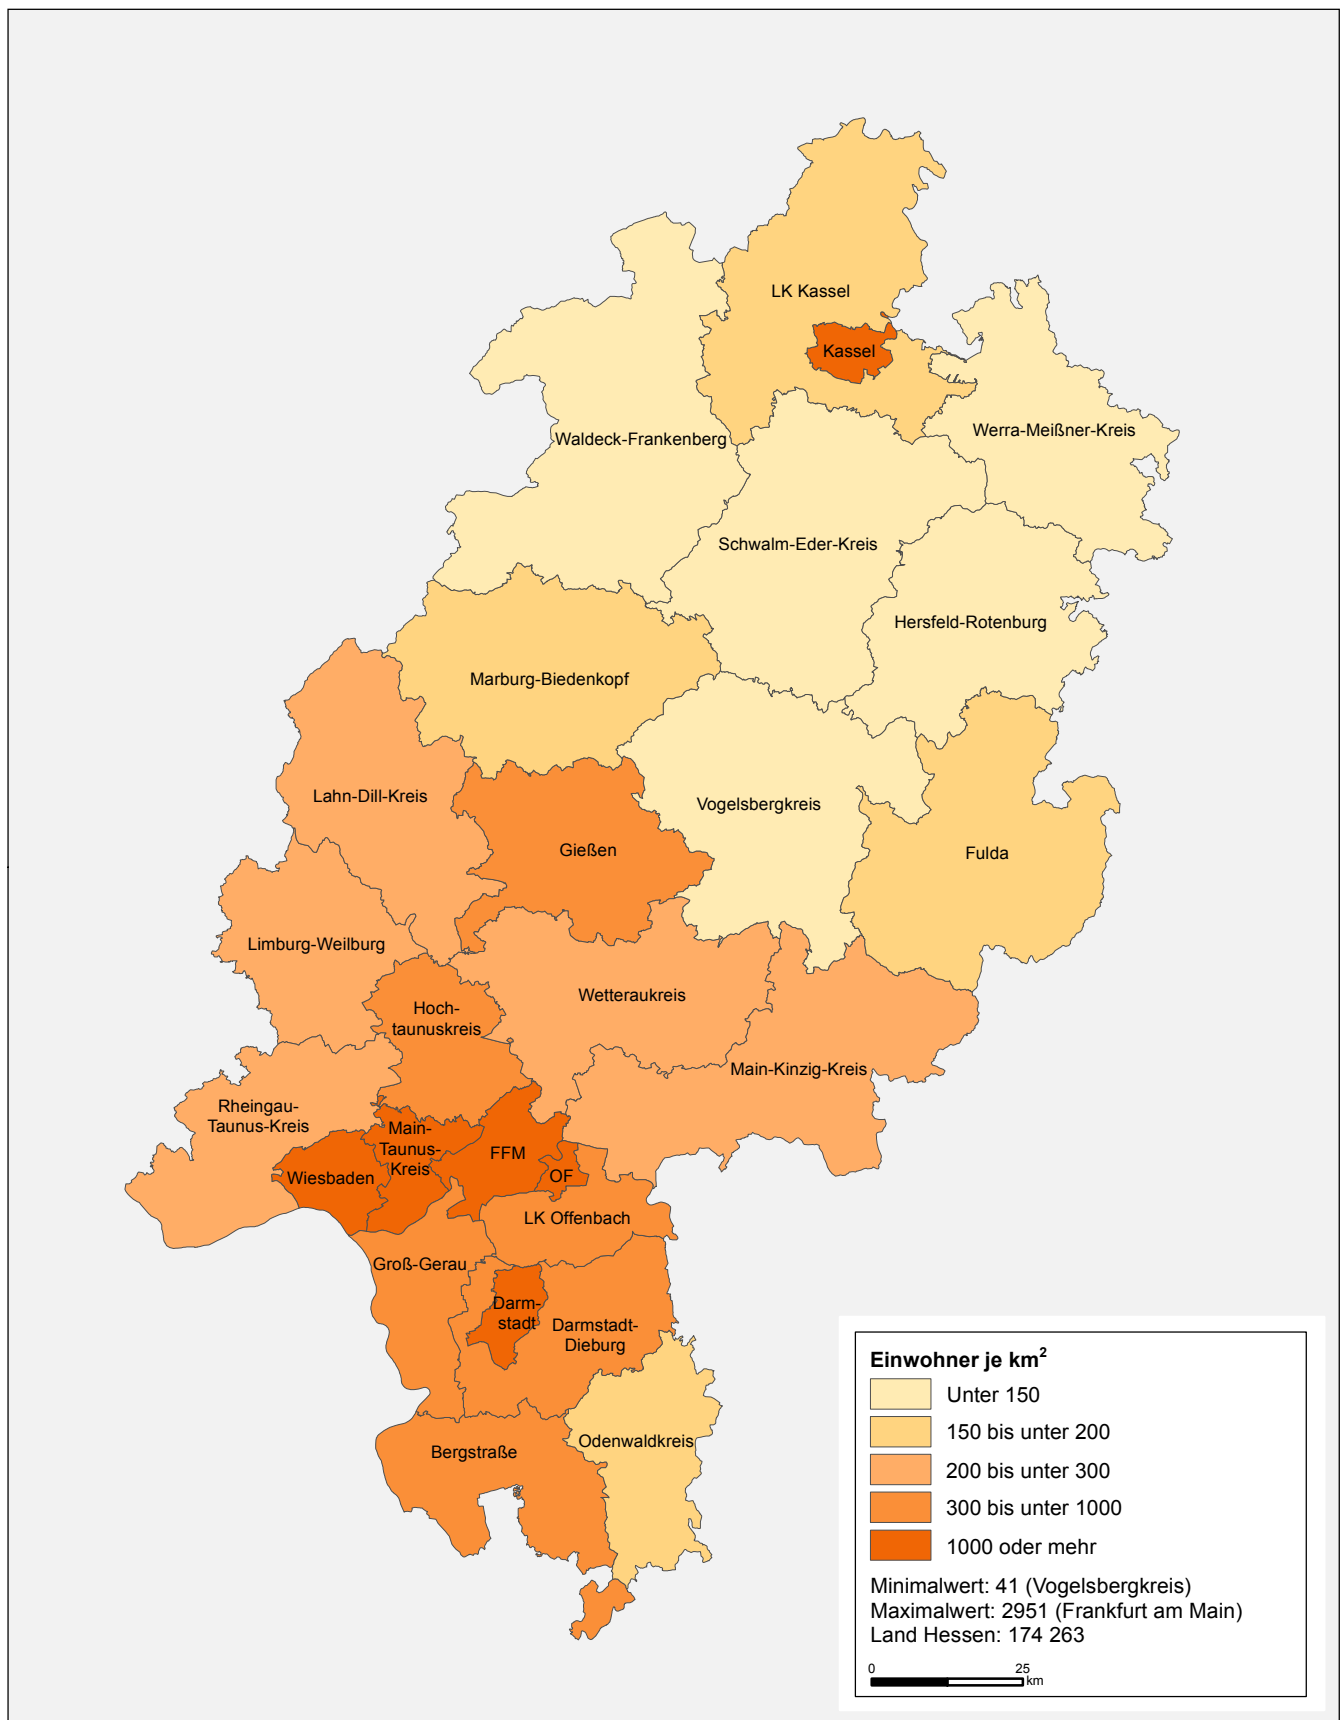 LK Kassel
Kassel
Werra-Meißner-Kreis
Waldeck-Frankenberg
Schwalm-Eder-Kreis
Hersfeld-Rotenburg
Marburg-Biedenkopf
Lahn-Dill-Kreis
Vogelsbergkreis
Gießen
Fulda
Limburg-Weilburg
Wetteraukreis
Hoch-
taunuskreis
Main-Kinzig-Kreis
Rheingau-
Taunus-Kreis
Main-
Taunus-
Kreis
FFM
OF
Wiesbaden
LK Offenbach
Groß-Gerau
Darm-
stadt
Darmstadt-
Dieburg
Odenwaldkreis
Bergstraße
Einwohner je km²
Unter 150
150 bis unter 200
200 bis unter 300
300 bis unter 1000
1000 oder mehr
Minimalwert: 41 (Vogelsbergkreis)
Maximalwert: 2951 (Frankfurt am Main)
Land Hessen: 174 263
0 25
km